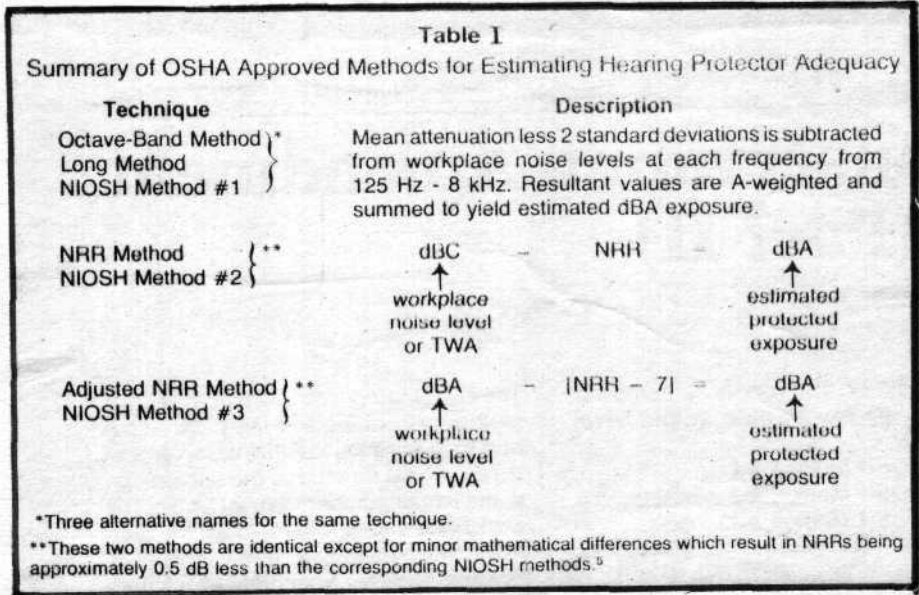 Table I
Summary of OSHA Approved Methods for Estimating Hearing Protector Adequacy
Technique
Description
Octave-Band Method *
Long Method
NIOSH Method #1
Mean attenuation less 2 standard deviations is subtracted
from workplace noise levels at each frequency from
125 Hz - 8 kHz. Resultant values are A-weighted and
summed to yield estimated dBA exposure.
NRR Method **
NIOSH Method #2
dBC - NRR = dBA
↑ ↑
workplace estimated
noise level protected
or TWA exposure
Adjusted NRR Method **
NIOSH Method #3
dBA - [NRR - 7] = dBA
↑ ↑
workplace estimated
noise level protected
or TWA exposure
*Three alternative names for the same technique.
**These two methods are identical except for minor mathematical differences which result in NRRs being
approximately 0.5 dB less than the corresponding NIOSH methods.⁵